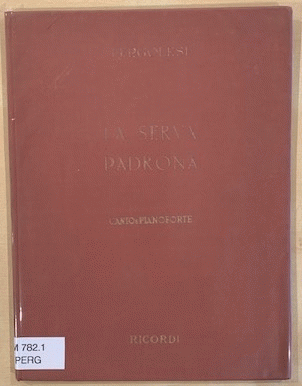 PERGOLESI
LA SERVA
PADRONA
CANTO E PIANOFORTE
M 782.1
PERG
RICORDI